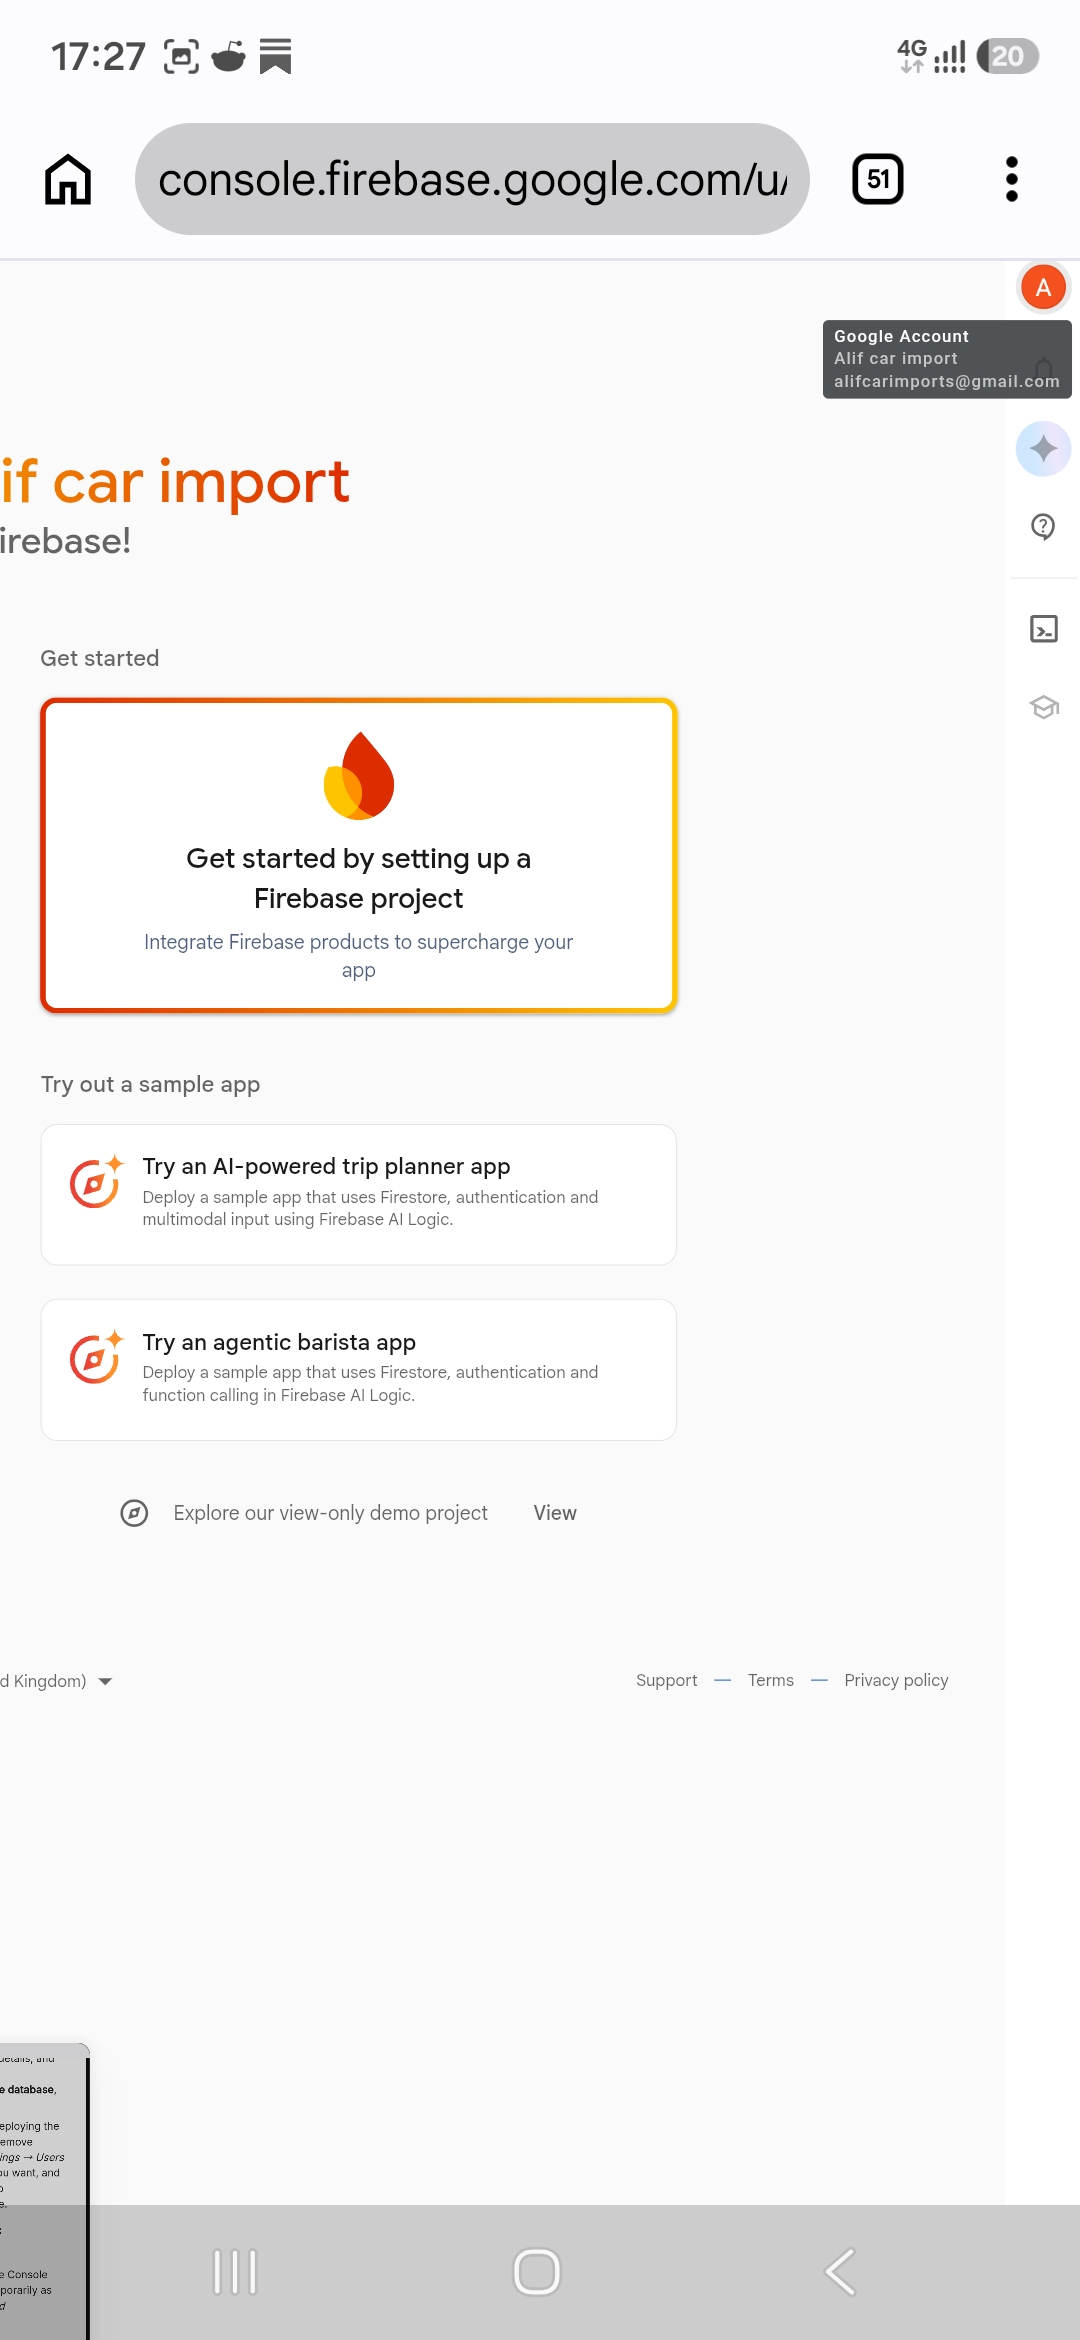 17:27
4G
20
console.firebase.google.com/u/
51
A
Google Account
Alif car import
alifcarimports@gmail.com
if car import
irebase!
Get started
Get started by setting up a
Firebase project
Integrate Firebase products to supercharge your
app
Try out a sample app
Try an AI-powered trip planner app
Deploy a sample app that uses Firestore, authentication and
multimodal input using Firebase AI Logic.
Try an agentic barista app
Deploy a sample app that uses Firestore, authentication and
function calling in Firebase AI Logic.
Explore our view-only demo project View
d Kingdom)
Support — Terms — Privacy policy
details, and
e database,
eploying the
emove
ings → Users
ou want, and
o
e.
:
e Console
porarily as
d